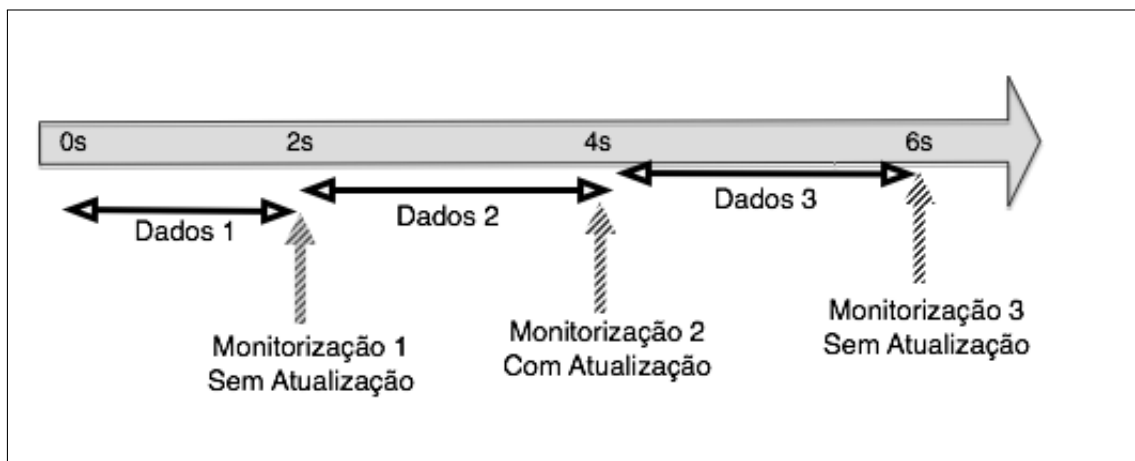 0s 2s 4s 6s
Dados 1 Dados 2 Dados 3
Monitorização 1
Sem Atualização
Monitorização 2
Com Atualização
Monitorização 3
Sem Atualização